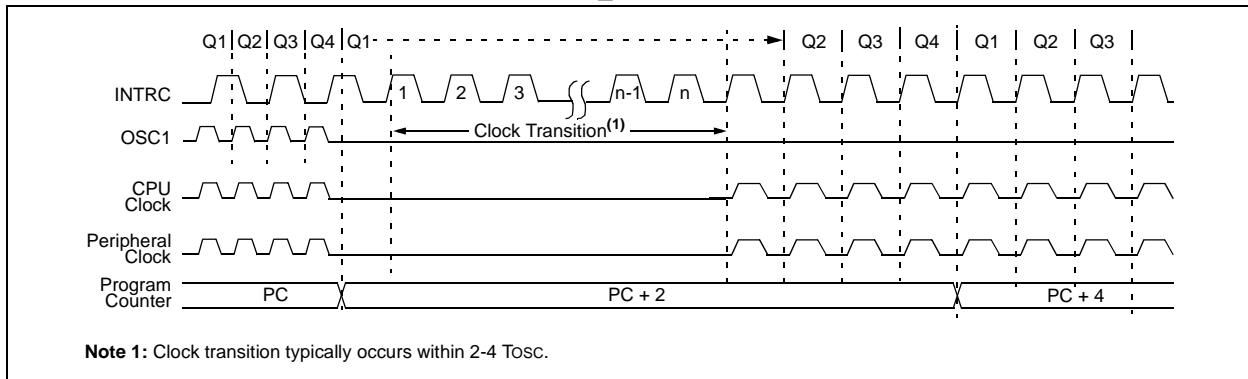 Q1 Q2 Q3 Q4 Q1 Q2 Q3 Q4 Q1 Q2 Q3
INTRC 1 2 3 n-1 n
Clock Transition(1)
OSC1
CPU
Clock
Peripheral
Clock
Program
Counter
PC PC + 2 PC + 4
Note 1: Clock transition typically occurs within 2-4 TOSC.